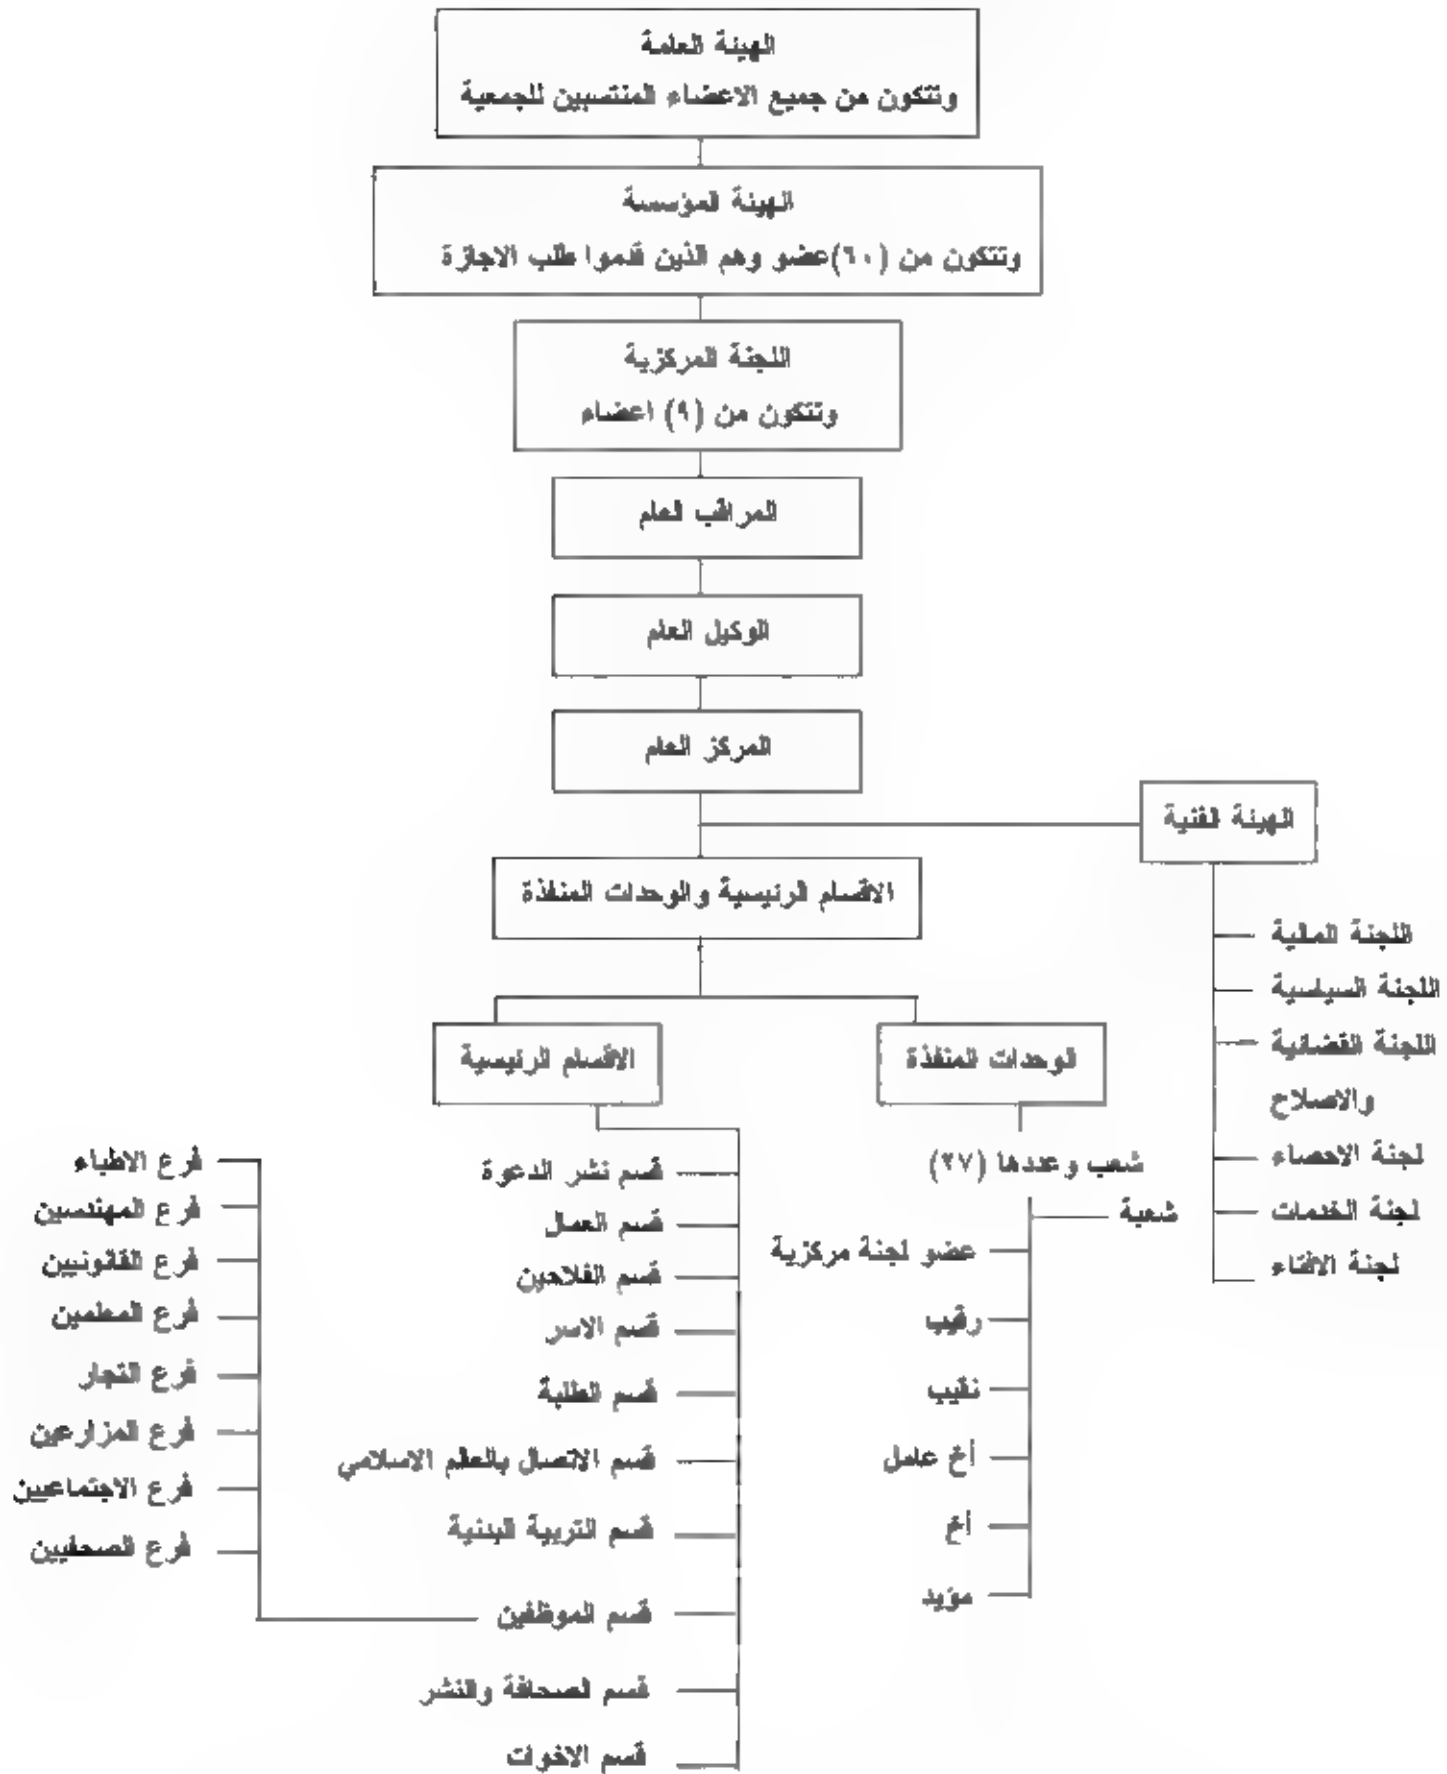 الهيئة العامة
وتتكون من جميع الاعضاء المنتسبين للجمعية
الهيئة المؤسسة
وتتكون من (٦٠)عضو وهم الذين قدموا طلب الاجازة
اللجنة المركزية
وتتكون من (٩) اعضاء
المراقب العام
الوكيل العام
المركز العام
الهيئة الفنية
اللجنة المالية
اللجنة السياسية
اللجنة القضائية
والاصلاح
لجنة الاحصاء
لجنة الخدمات
لجنة الافتاء
الاقسام الرئيسية والوحدات المنفذة
الوحدات المنفذة
شعب وعددها (٢٧)
شعبة
عضو لجنة مركزية
رقيب
نقيب
أخ عامل
اخ
مؤيد
الاقسام الرئيسية
قسم نشر الدعوة
قسم العمال
قسم الفلاحين
قسم الاسر
قسم الطلبة
قسم الاتصال بالعالم الاسلامي
قسم التربية البدنية
قسم الموظفين
قسم الصحافة والنشر
قسم الاخوات
فرع الاطباء
فرع المهندسين
فرع القانونيين
فرع المعلمين
فرع التجار
فرع المزارعين
فرع الاجتماعيين
فرع الصحفيين